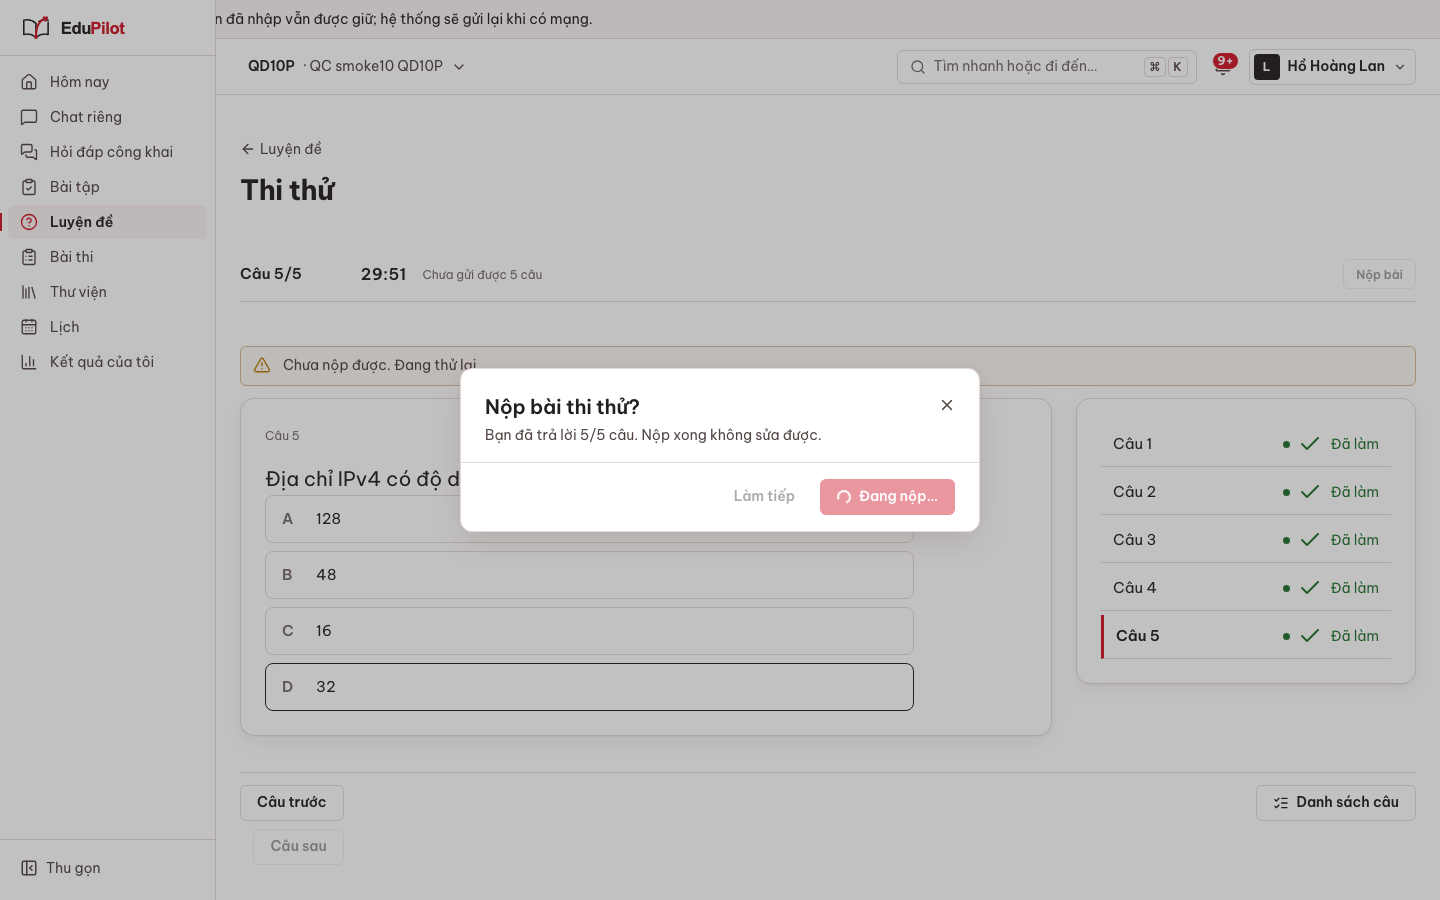 EduPilot
đã nhập vẫn được giữ; hệ thống sẽ gửi lại khi có mạng.
QD10P · QC smoke10 QD10P
Tìm nhanh hoặc đi đến... ⌘ K
9+
L Hồ Hoàng Lan
Hôm nay
Chat riêng
Hỏi đáp công khai
Bài tập
Luyện đề
Bài thi
Thư viện
Lịch
Kết quả của tôi
Thu gọn
Luyện đề
Thi thử
Câu 5/5 29:51 Chưa gửi được 5 câu Nộp bài
Chưa nộp được. Đang thử lại
Câu 5
Địa chỉ IPv4 có độ d
A 128
B 48
C 16
D 32
Nộp bài thi thử?
Bạn đã trả lời 5/5 câu. Nộp xong không sửa được.
Làm tiếp Đang nộp...
Câu 1 Đã làm
Câu 2 Đã làm
Câu 3 Đã làm
Câu 4 Đã làm
Câu 5 Đã làm
Câu trước
Danh sách câu
Câu sau